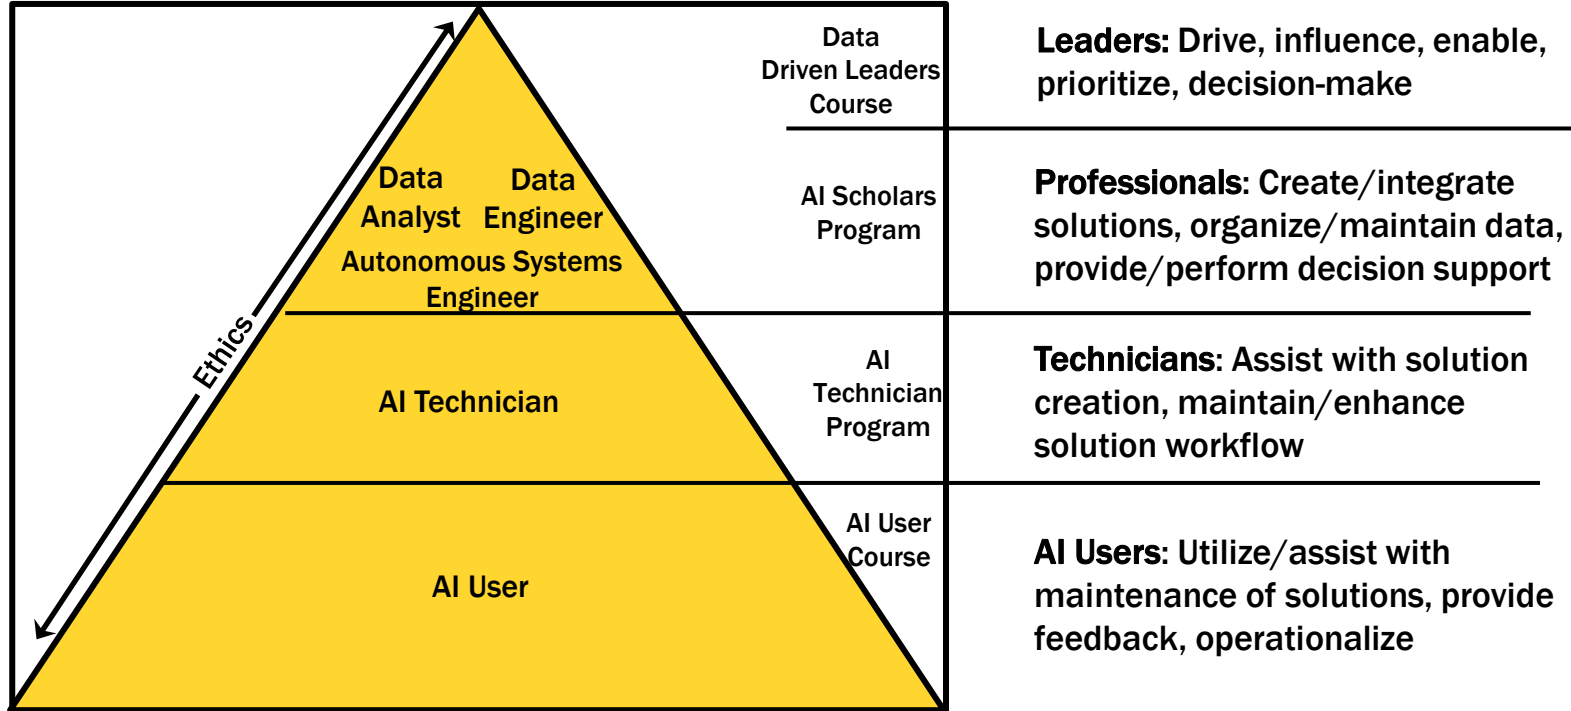 Data
Driven Leaders
Course
Leaders: Drive, influence, enable,
prioritize, decision-make
Data
Analyst
Data
Engineer
Autonomous Systems
Engineer
AI Scholars
Program
Professionals: Create/integrate
solutions, organize/maintain data,
provide/perform decision support
Ethics
AI Technician
AI
Technician
Program
Technicians: Assist with solution
creation, maintain/enhance
solution workflow
AI User
AI User
Course
AI Users: Utilize/assist with
maintenance of solutions, provide
feedback, operationalize